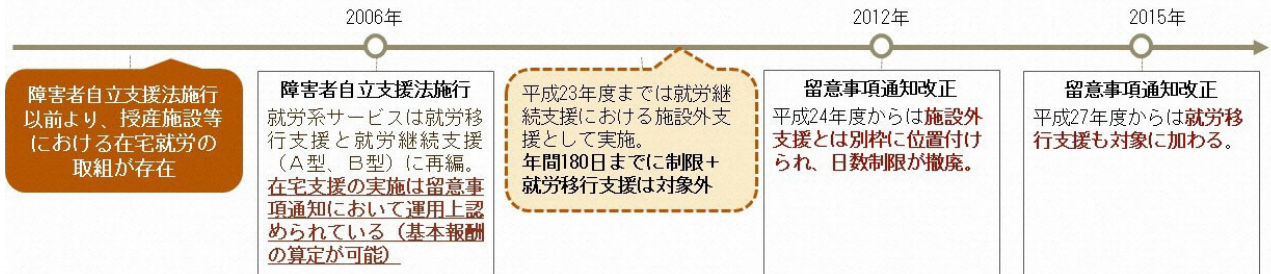 2006年
2012年
2015年
障害者自立支援法施行
以前より、授産施設等
における在宅就労の
取組が存在
障害者自立支援法施行
就労系サービスは就労移
行支援と就労継続支援
（A型、B型）に再編。
在宅支援の実施は留意事
項通知において運用上認
められている（基本報酬
の算定が可能）
平成23年度までは就労継
続支援における施設外支
援として実施。
年間180日までに制限＋
就労移行支援は対象外
留意事項通知改正
平成24年度からは施設外
支援とは別枠に位置付け
られ、日数制限が撤廃。
留意事項通知改正
平成27年度からは就労移
行支援も対象に加わる。